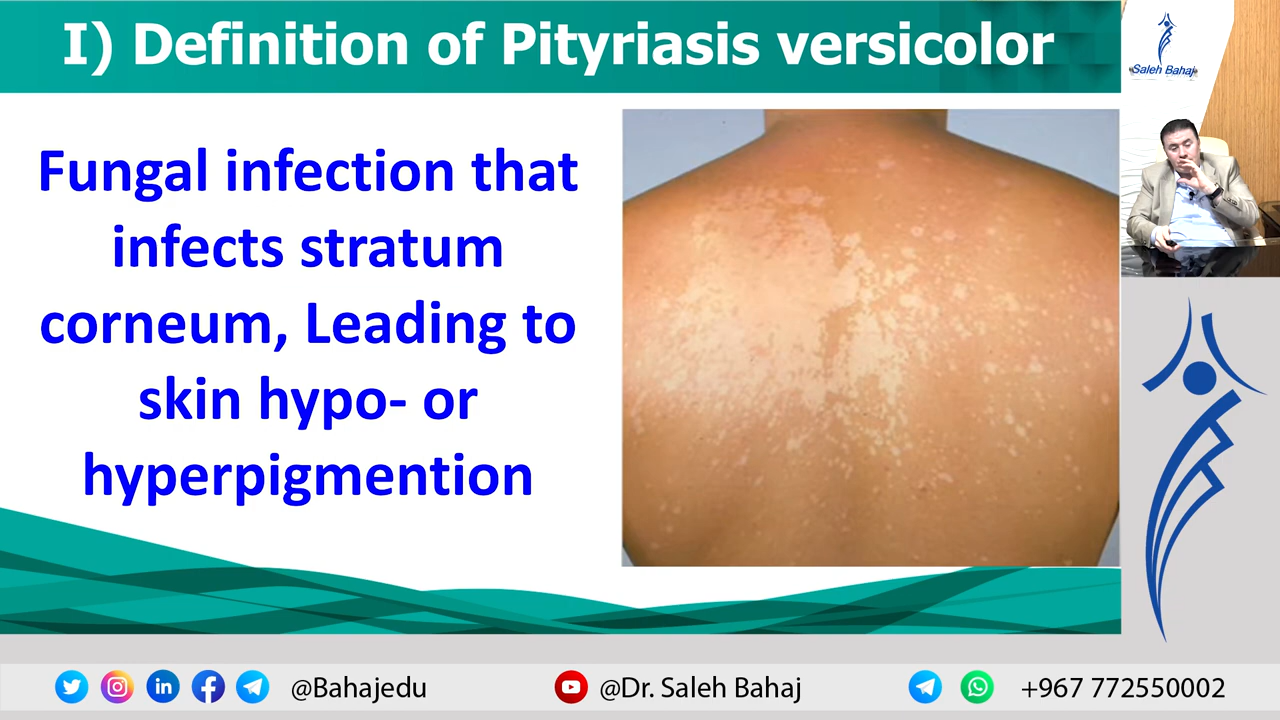 I) Definition of Pityriasis versicolor
Saleh Bahaj
Fungal infection that
infects stratum
corneum, Leading to
skin hypo- or
hyperpigmention
@Bahajedu
@Dr. Saleh Bahaj
+967 772550002